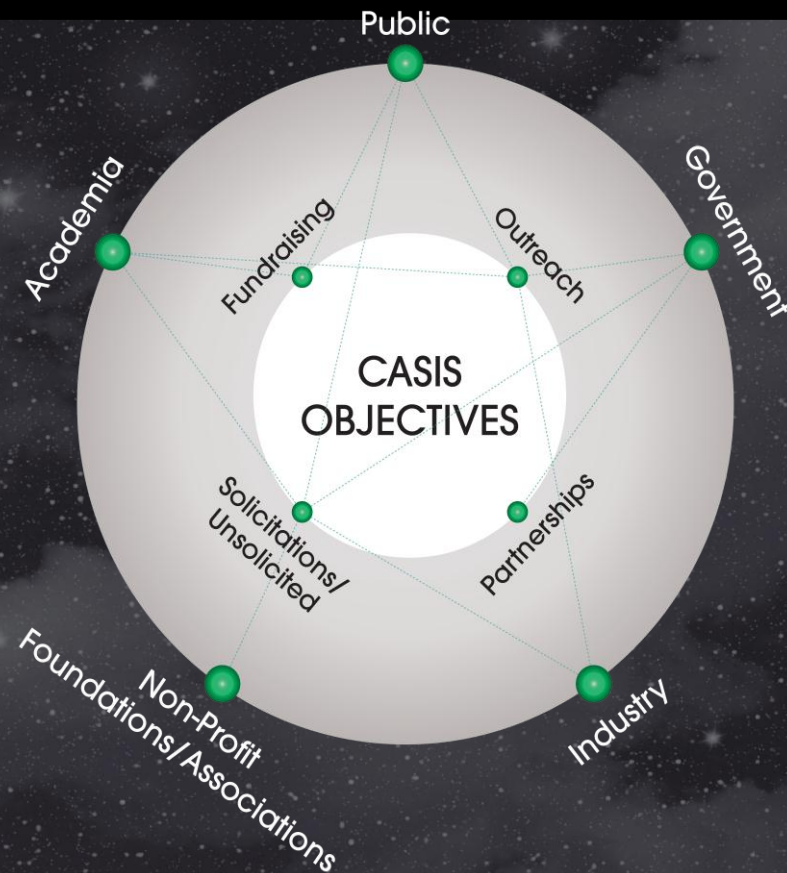 Public
Academia
Government
Fundraising
Outreach
CASIS
OBJECTIVES
Solicitations/
Unsolicited
Partnerships
Non-Profit
Foundations/Associations
Industry